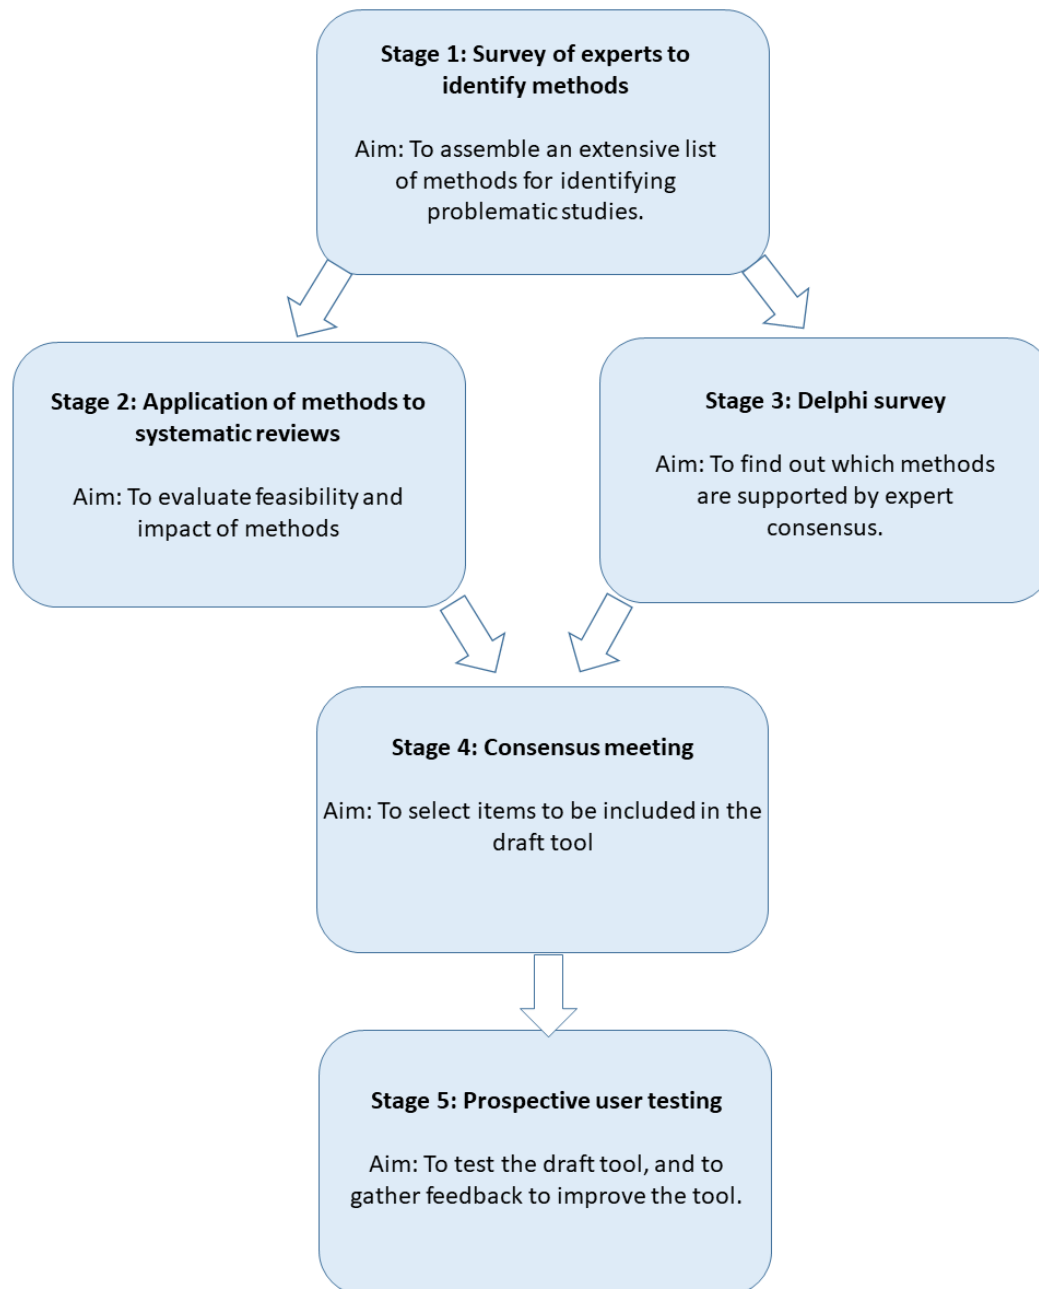 Stage 1: Survey of experts to
identify methods
Aim: To assemble an extensive list
of methods for identifying
problematic studies.
Stage 2: Application of methods to
systematic reviews
Aim: To evaluate feasibility and
impact of methods
Stage 3: Delphi survey
Aim: To find out which methods
are supported by expert
consensus.
Stage 4: Consensus meeting
Aim: To select items to be included in the
draft tool
Stage 5: Prospective user testing
Aim: To test the draft tool, and to
gather feedback to improve the tool.